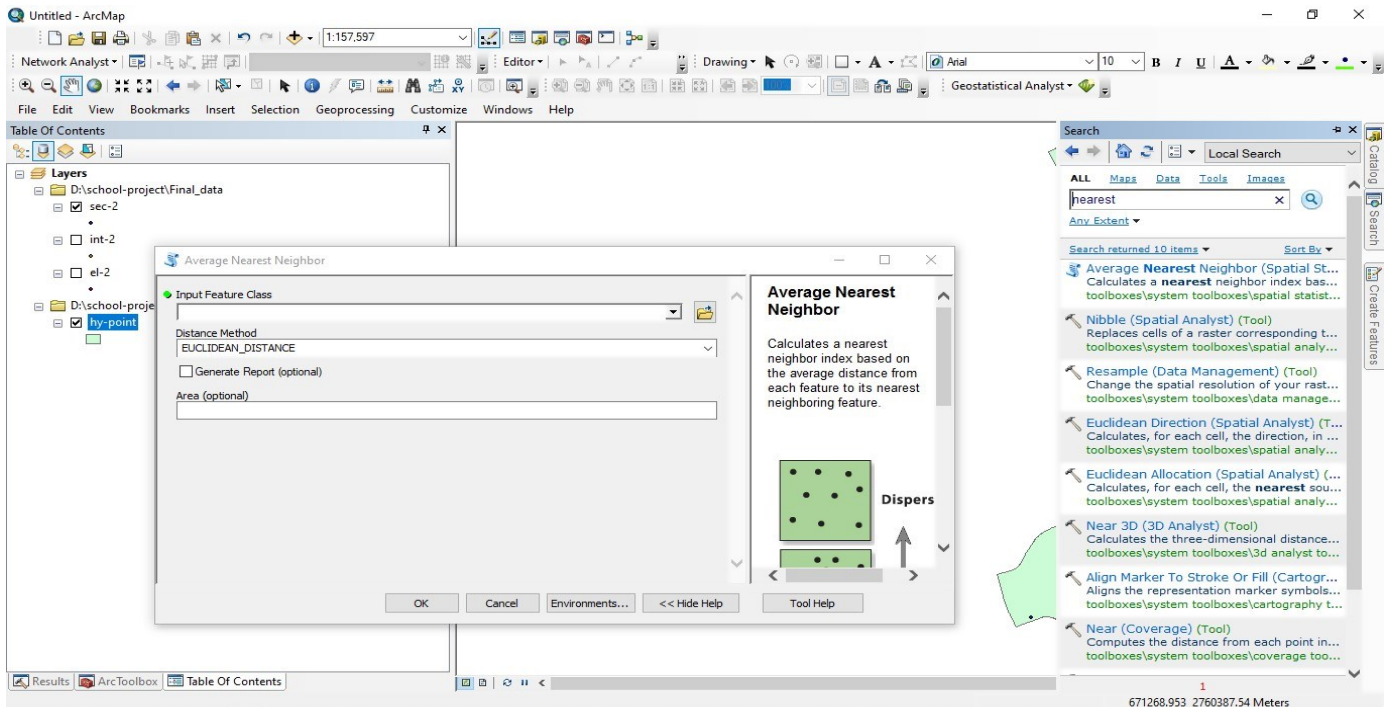 Untitled - ArcMap
1:157,597
Network Analyst
Editor
Drawing
Arial
10
B I U A
Geostatistical Analyst
File Edit View Bookmarks Insert Selection Geoprocessing Customize Windows Help
Table Of Contents
Layers
D:\school-project\Final_data
sec-2
int-2
el-2
D:\school-proje
hy-point
Average Nearest Neighbor
Input Feature Class
Distance Method
EUCLIDEAN_DISTANCE
Generate Report (optional)
Area (optional)
OK Cancel Environments... << Hide Help Tool Help
Average Nearest
Neighbor
Calculates a nearest
neighbor index based on
the average distance from
each feature to its nearest
neighboring feature.
Dispers
Search
Local Search
ALL Maps Data Tools Images
nearest
Any Extent
Search returned 10 items Sort By
Average Nearest Neighbor (Spatial St...
Calculates a nearest neighbor index bas...
toolboxes\system toolboxes\spatial statist...
Nibble (Spatial Analyst) (Tool)
Replaces cells of a raster corresponding t...
toolboxes\system toolboxes\spatial analy...
Resample (Data Management) (Tool)
Change the spatial resolution of your rast...
toolboxes\system toolboxes\data manage...
Euclidean Direction (Spatial Analyst) (T...
Calculates, for each cell, the direction, in ...
toolboxes\system toolboxes\spatial analy...
Euclidean Allocation (Spatial Analyst) (...
Calculates, for each cell, the nearest sou...
toolboxes\system toolboxes\spatial analy...
Near 3D (3D Analyst) (Tool)
Calculates the three-dimensional distance...
toolboxes\system toolboxes\3d analyst to...
Align Marker To Stroke Or Fill (Cartogr...
Aligns the representation marker symbols...
toolboxes\system toolboxes\cartography t...
Near (Coverage) (Tool)
Computes the distance from each point in...
toolboxes\system toolboxes\coverage too...
1
Catalog
Search
Create Features
Results ArcToolbox Table Of Contents
671268.953 2760387.54 Meters